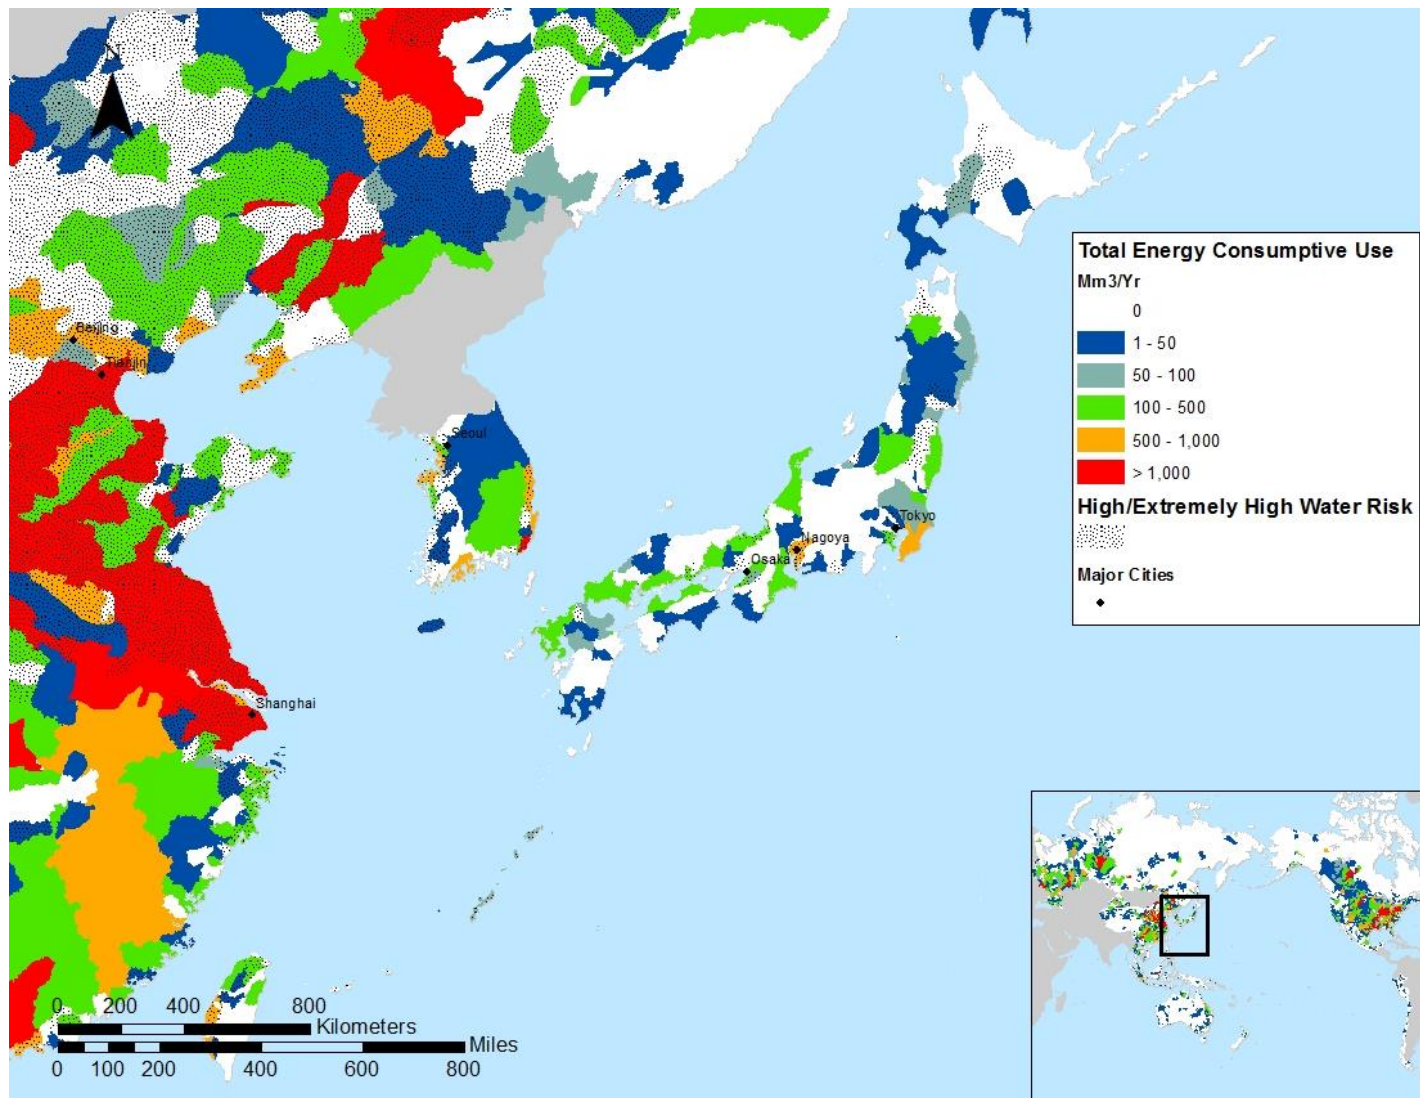 N
Beijing
Tianjin
Seoul
Tokyo
Nagoya
Osaka
Shanghai
Total Energy Consumptive Use
Mm3/Yr
0
1 - 50
50 - 100
100 - 500
500 - 1,000
> 1,000
High/Extremely High Water Risk
Major Cities
0 200 400 800
Kilometers
Miles
0 100 200 400 600 800